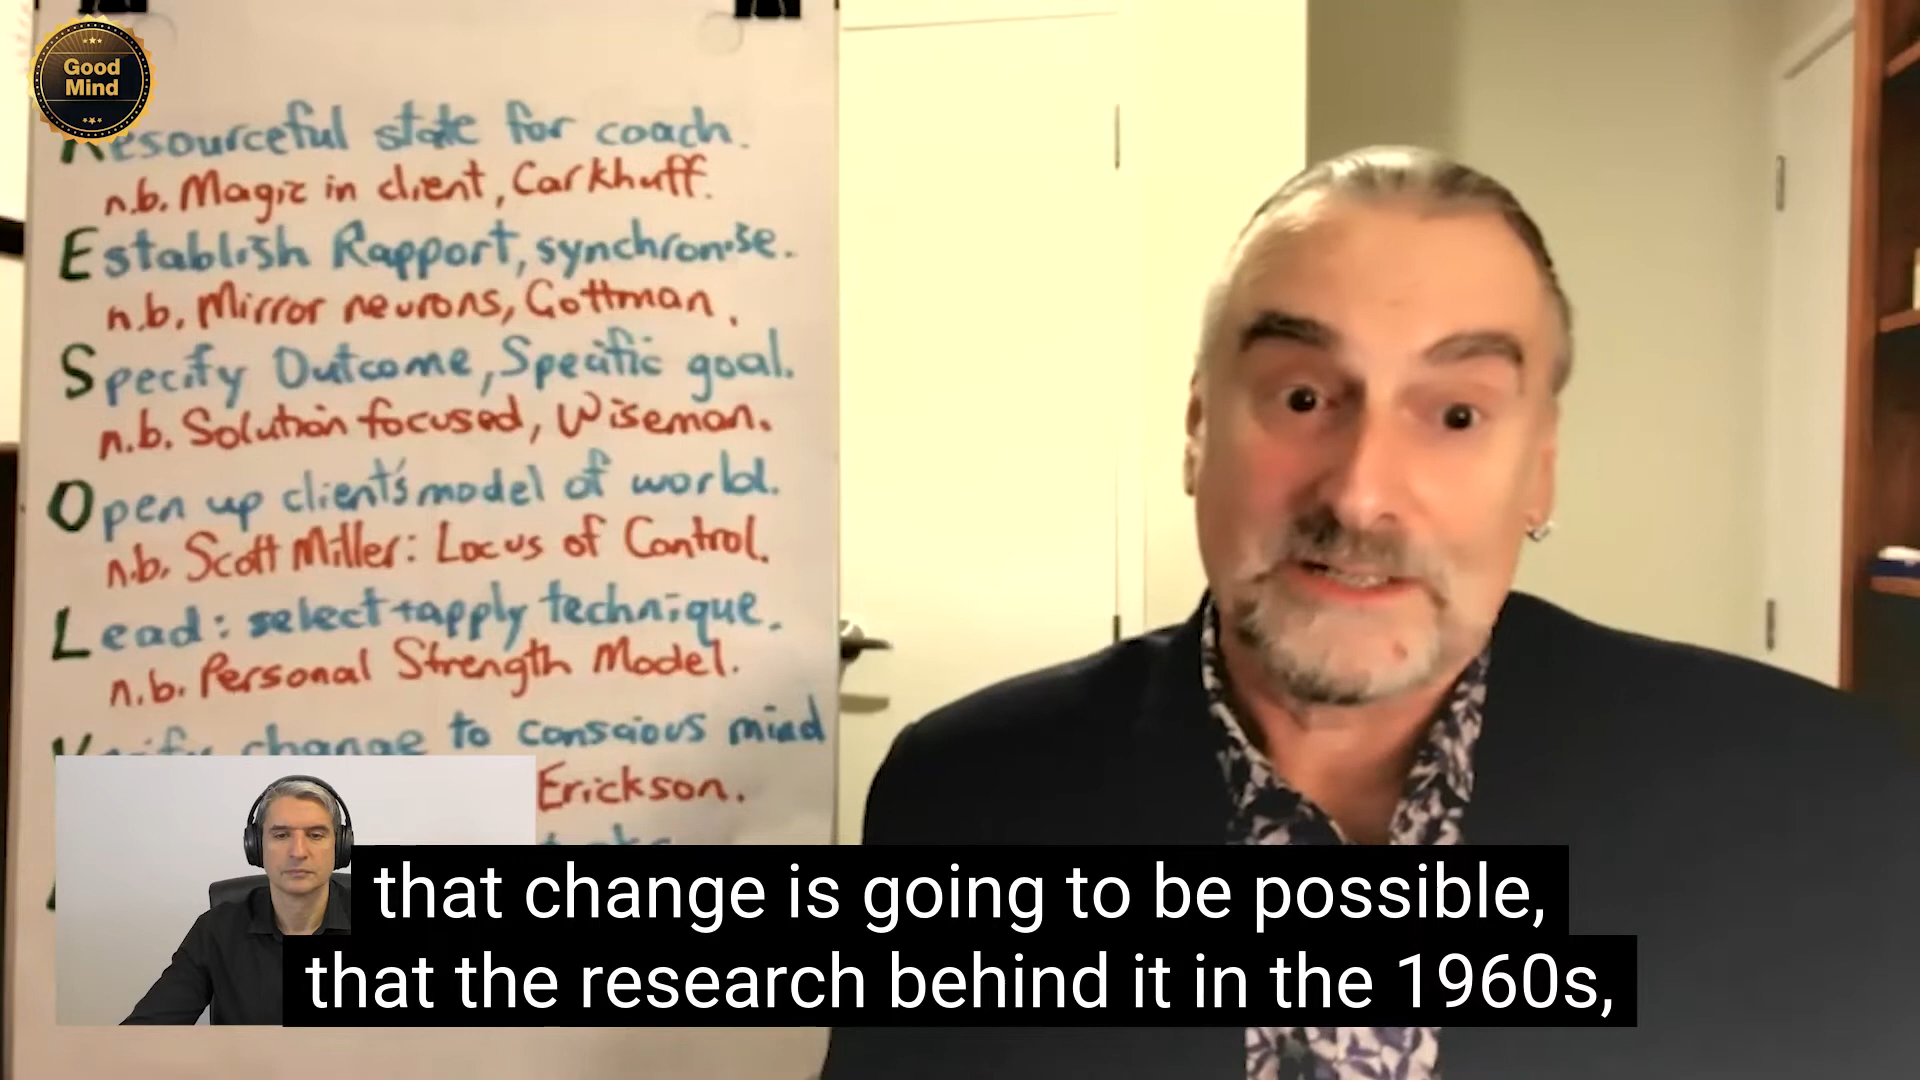 Good
Mind
Resourceful state for coach.
n.b. Magic in client, Carkhuff.
Establish Rapport, synchronise.
n.b. Mirror neurons, Gottman.
Specify Outcome, Specific goal.
n.b. Solution focused, Wiseman.
Open up client's model of world.
n.b. Scott Miller: Locus of Control.
Lead: select + apply technique.
n.b. Personal Strength Model.
Verify change to conscious mind
Erickson.
that change is going to be possible,
that the research behind it in the 1960s,